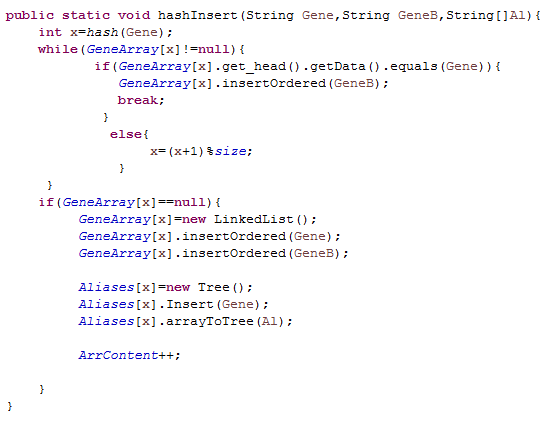 public static void hashInsert(String Gene,String GeneB,String[]Al){
int x=hash(Gene);
while(GeneArray[x]!=null){
if(GeneArray[x].get_head().getData().equals(Gene)){
GeneArray[x].insertOrdered(GeneB);
break;
}
else{
x=(x+1)%size;
}
}
if(GeneArray[x]==null){
GeneArray[x]=new LinkedList();
GeneArray[x].insertOrdered(Gene);
GeneArray[x].insertOrdered(GeneB);
Aliases[x]=new Tree();
Aliases[x].Insert(Gene);
Aliases[x].arrayToTree(Al);
ArrContent++;
}
}